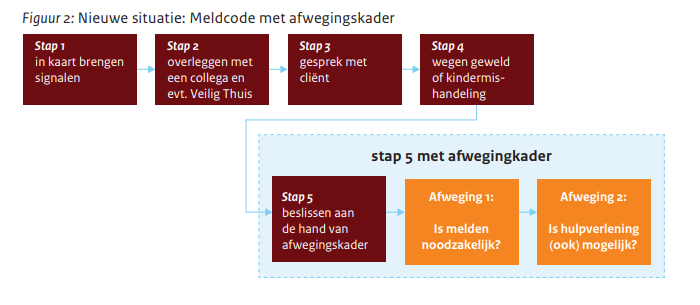 Figuur 2: Nieuwe situatie: Meldcode met afwegingskader
Stap 1
in kaart brengen
signalen
Stap 2
overleggen met
een collega en
evt. Veilig Thuis
Stap 3
gesprek met
cliënt
Stap 4
wegen geweld
of kindermis-
handeling
stap 5 met afwegingkader
Stap 5
beslissen aan
de hand van
afwegingskader
Afweging 1:
Is melden
noodzakelijk?
Afweging 2:
Is hulpverlening
(ook) mogelijk?